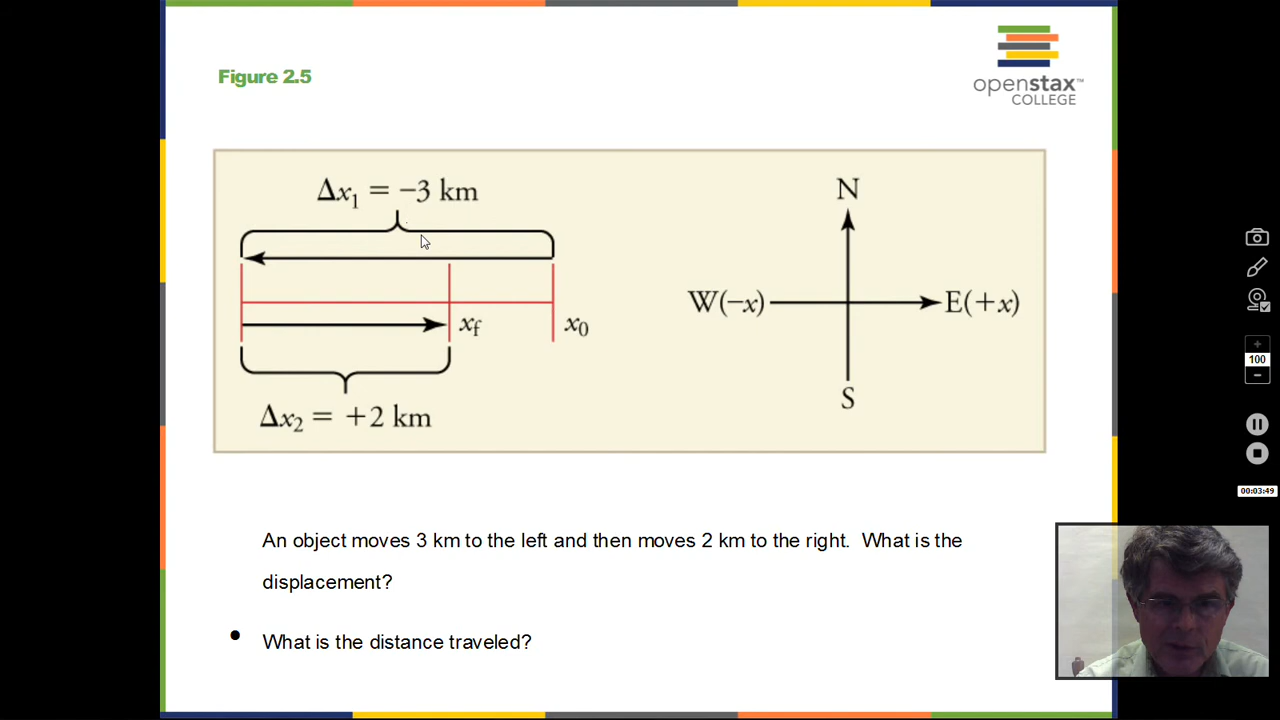 Figure 2.5
openstax™
COLLEGE
Δx₁ = −3 km
N
W(−x)
E(+x)
x_f
x₀
S
Δx₂ = +2 km
100
00:03:49
An object moves 3 km to the left and then moves 2 km to the right. What is the
displacement?
• What is the distance traveled?